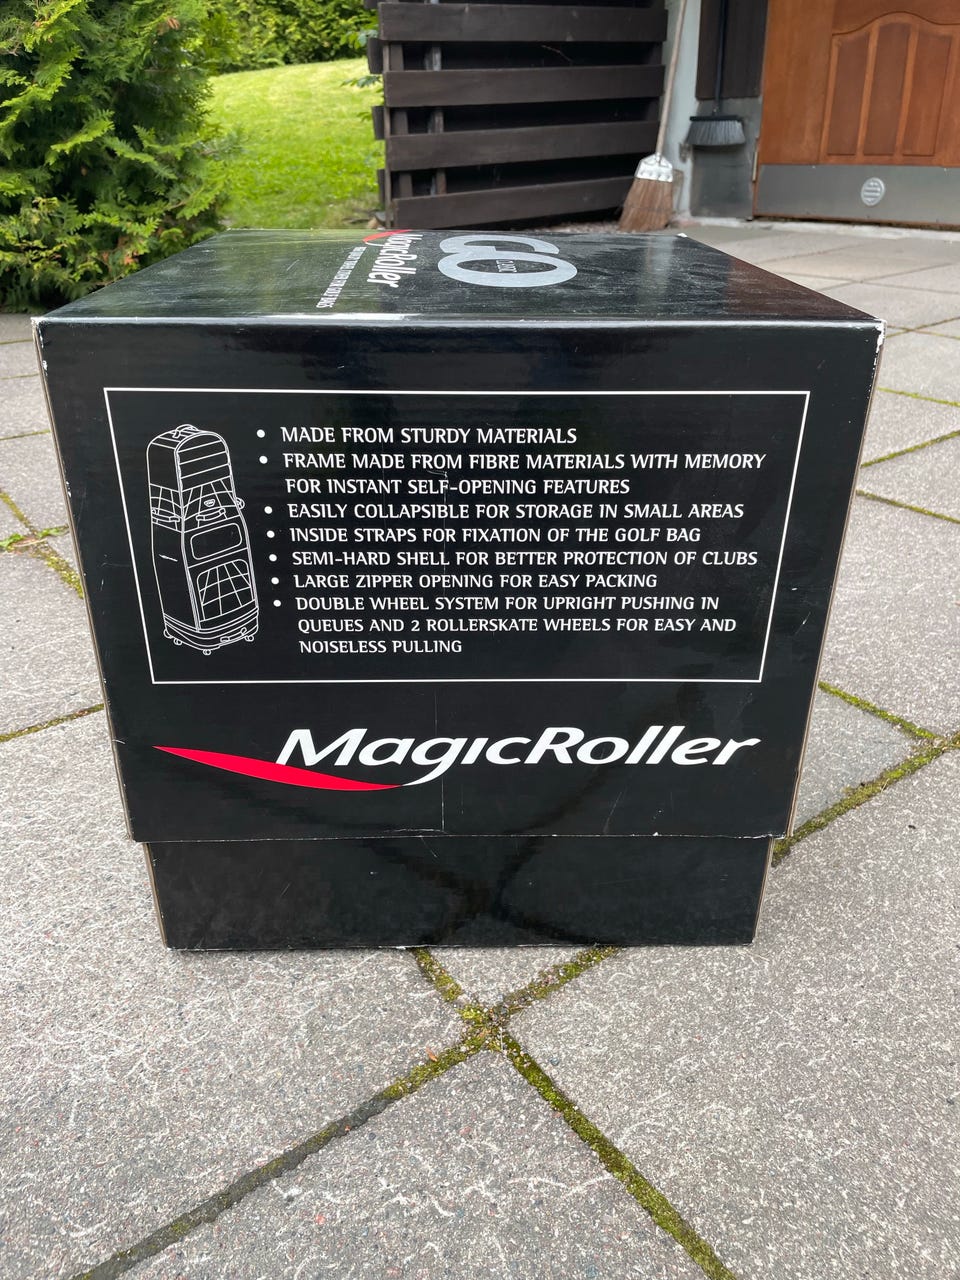 MagicRoller
GO
• MADE FROM STURDY MATERIALS
• FRAME MADE FROM FIBRE MATERIALS WITH MEMORY
FOR INSTANT SELF-OPENING FEATURES
• EASILY COLLAPSIBLE FOR STORAGE IN SMALL AREAS
• INSIDE STRAPS FOR FIXATION OF THE GOLF BAG
• SEMI-HARD SHELL FOR BETTER PROTECTION OF CLUBS
• LARGE ZIPPER OPENING FOR EASY PACKING
• DOUBLE WHEEL SYSTEM FOR UPRIGHT PUSHING IN
QUEUES AND 2 ROLLERSKATE WHEELS FOR EASY AND
NOISELESS PULLING
MagicRoller